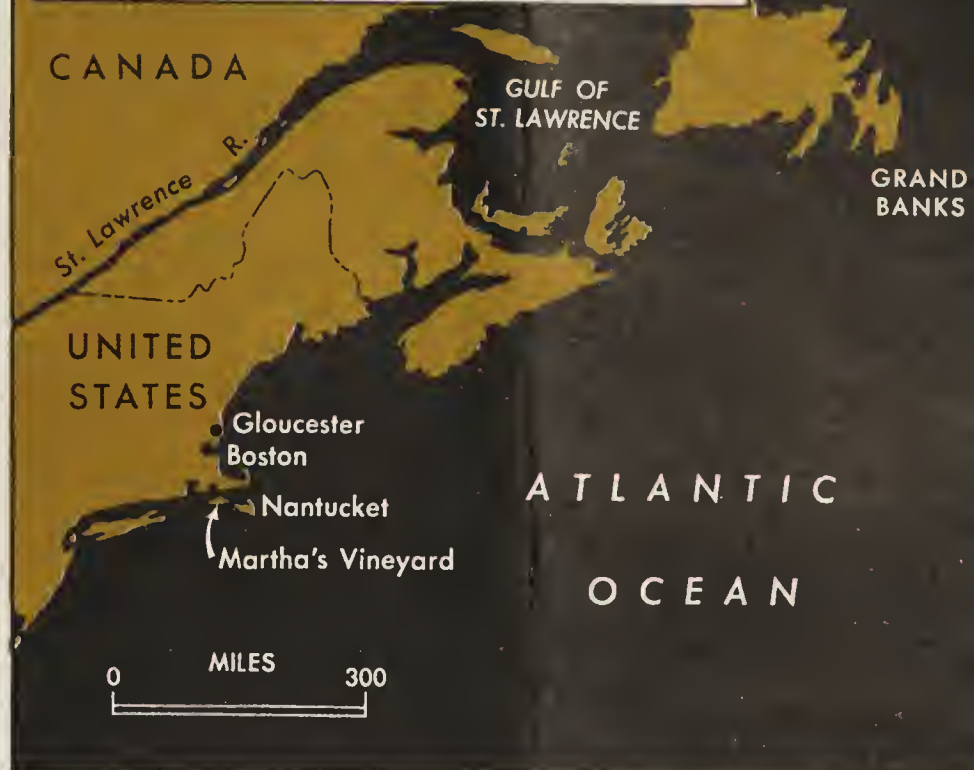 CANADA
GULF OF
ST. LAWRENCE
St. Lawrence R.
GRAND
BANKS
UNITED
STATES
Gloucester
Boston
Nantucket
Martha's Vineyard
ATLANTIC
OCEAN
MILES
0 300